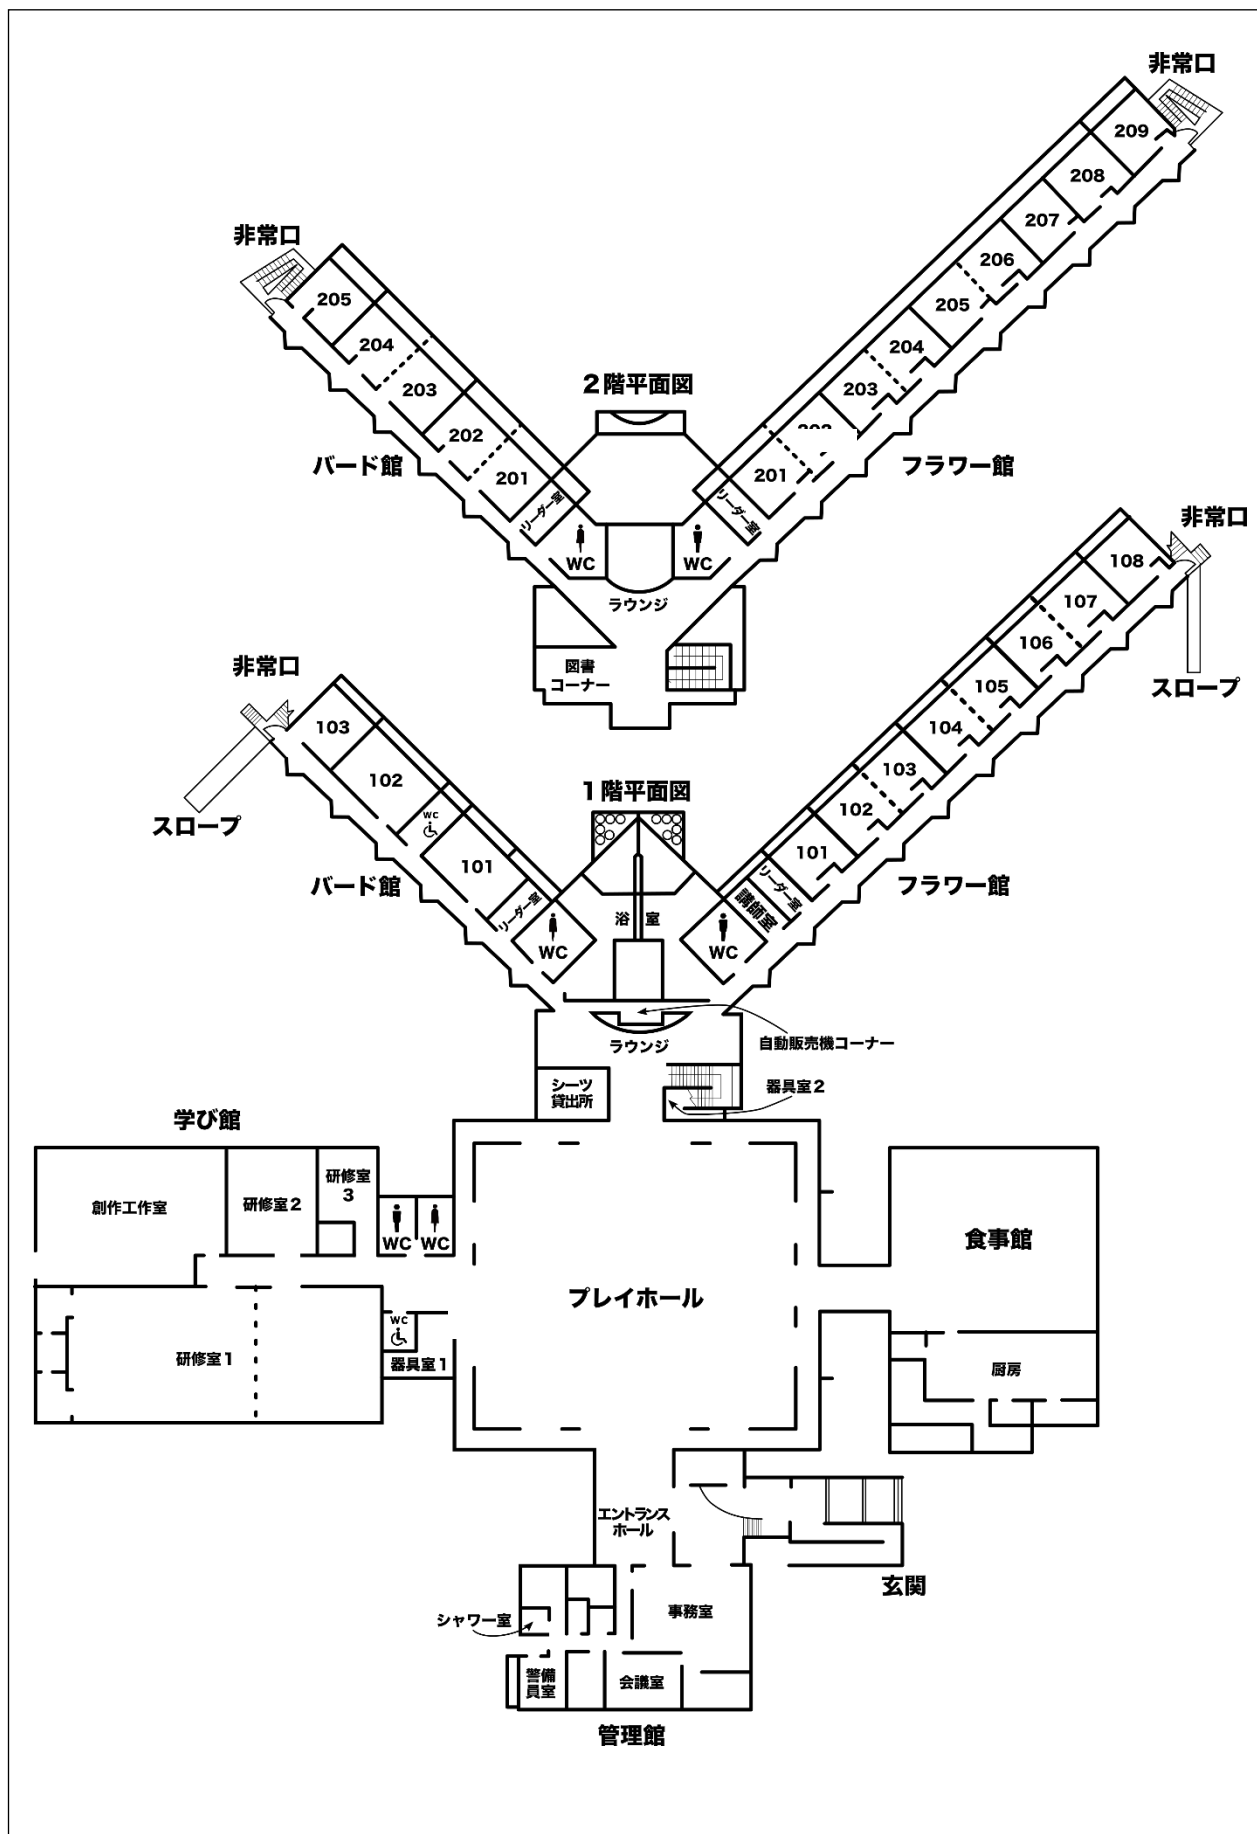 非常口
209
208
207
206
205
204
203
201
リーダー室
WC
フラワー館
非常口
205
204
203
202
201
リーダー室
WC
バード館
2階平面図
ラウンジ
図書
コーナー
非常口
108
107
106
105
104
103
102
101
リーダー室
講師室
WC
フラワー館
スロープ
非常口
103
102
WC
101
リーダー室
WC
バード館
スロープ
1階平面図
浴室
自動販売機コーナー
ラウンジ
シーツ
貸出所
器具室2
学び館
創作工作室
研修室2
研修室
3
WC
WC
WC
研修室1
器具室1
プレイホール
食事館
厨房
エントランス
ホール
玄関
事務室
シャワー室
警備
員室
会議室
管理館